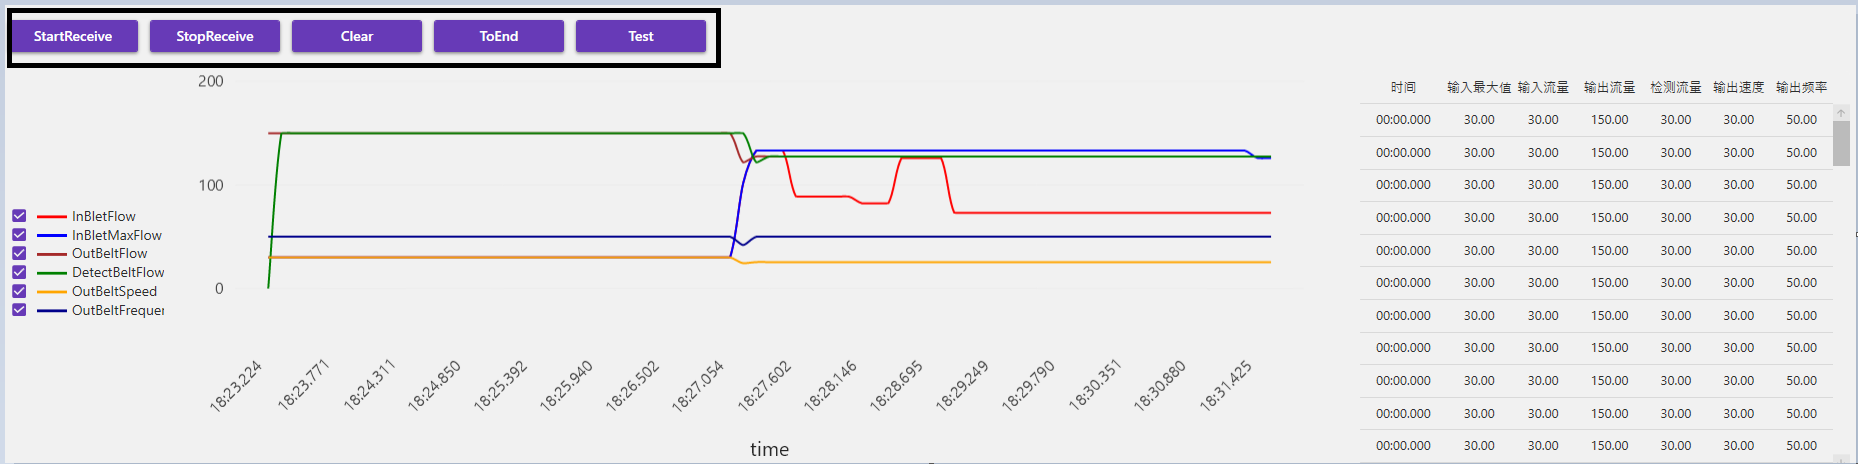 StartReceive StopReceive Clear ToEnd Test
200
100
0
InBletFlow
InBletMaxFlow
OutBeltFlow
DetectBeltFlow
OutBeltSpeed
OutBeltFrequer
18:23.224 18:23.771 18:24.311 18:24.850 18:25.392 18:25.940 18:26.502 18:27.054 18:27.602 18:28.146 18:28.695 18:29.249 18:29.790 18:30.351 18:30.880 18:31.425
time
时间 输入最大值 输入流量 输出流量 检测流量 输出速度 输出频率
00:00.000 30.00 30.00 150.00 30.00 30.00 50.00
00:00.000 30.00 30.00 150.00 30.00 30.00 50.00
00:00.000 30.00 30.00 150.00 30.00 30.00 50.00
00:00.000 30.00 30.00 150.00 30.00 30.00 50.00
00:00.000 30.00 30.00 150.00 30.00 30.00 50.00
00:00.000 30.00 30.00 150.00 30.00 30.00 50.00
00:00.000 30.00 30.00 150.00 30.00 30.00 50.00
00:00.000 30.00 30.00 150.00 30.00 30.00 50.00
00:00.000 30.00 30.00 150.00 30.00 30.00 50.00
00:00.000 30.00 30.00 150.00 30.00 30.00 50.00
00:00.000 30.00 30.00 150.00 30.00 30.00 50.00